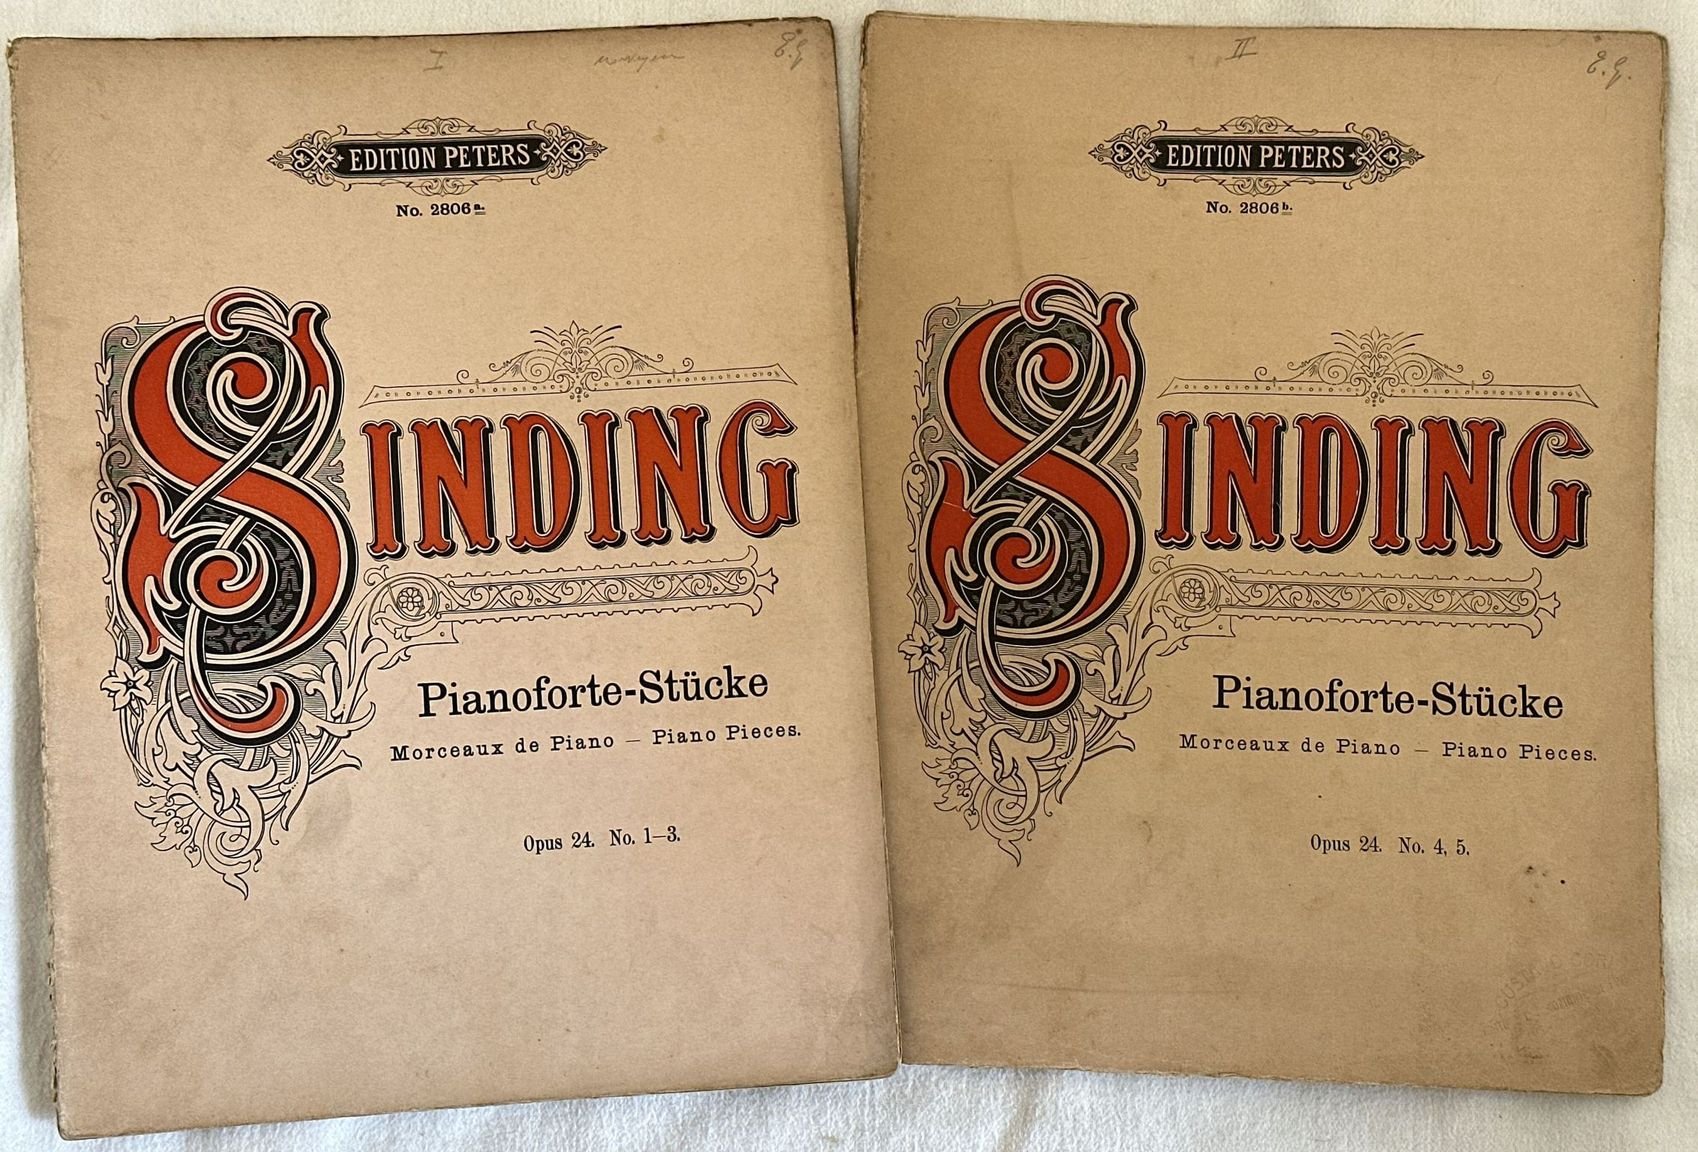 I
E.G
EDITION PETERS
No. 2806a.
SINDING
Pianoforte-Stücke
Morceaux de Piano — Piano Pieces.
Opus 24. No. 1—3.
II
E.G.
EDITION PETERS
No. 2806b.
SINDING
Pianoforte-Stücke
Morceaux de Piano — Piano Pieces.
Opus 24. No. 4, 5.